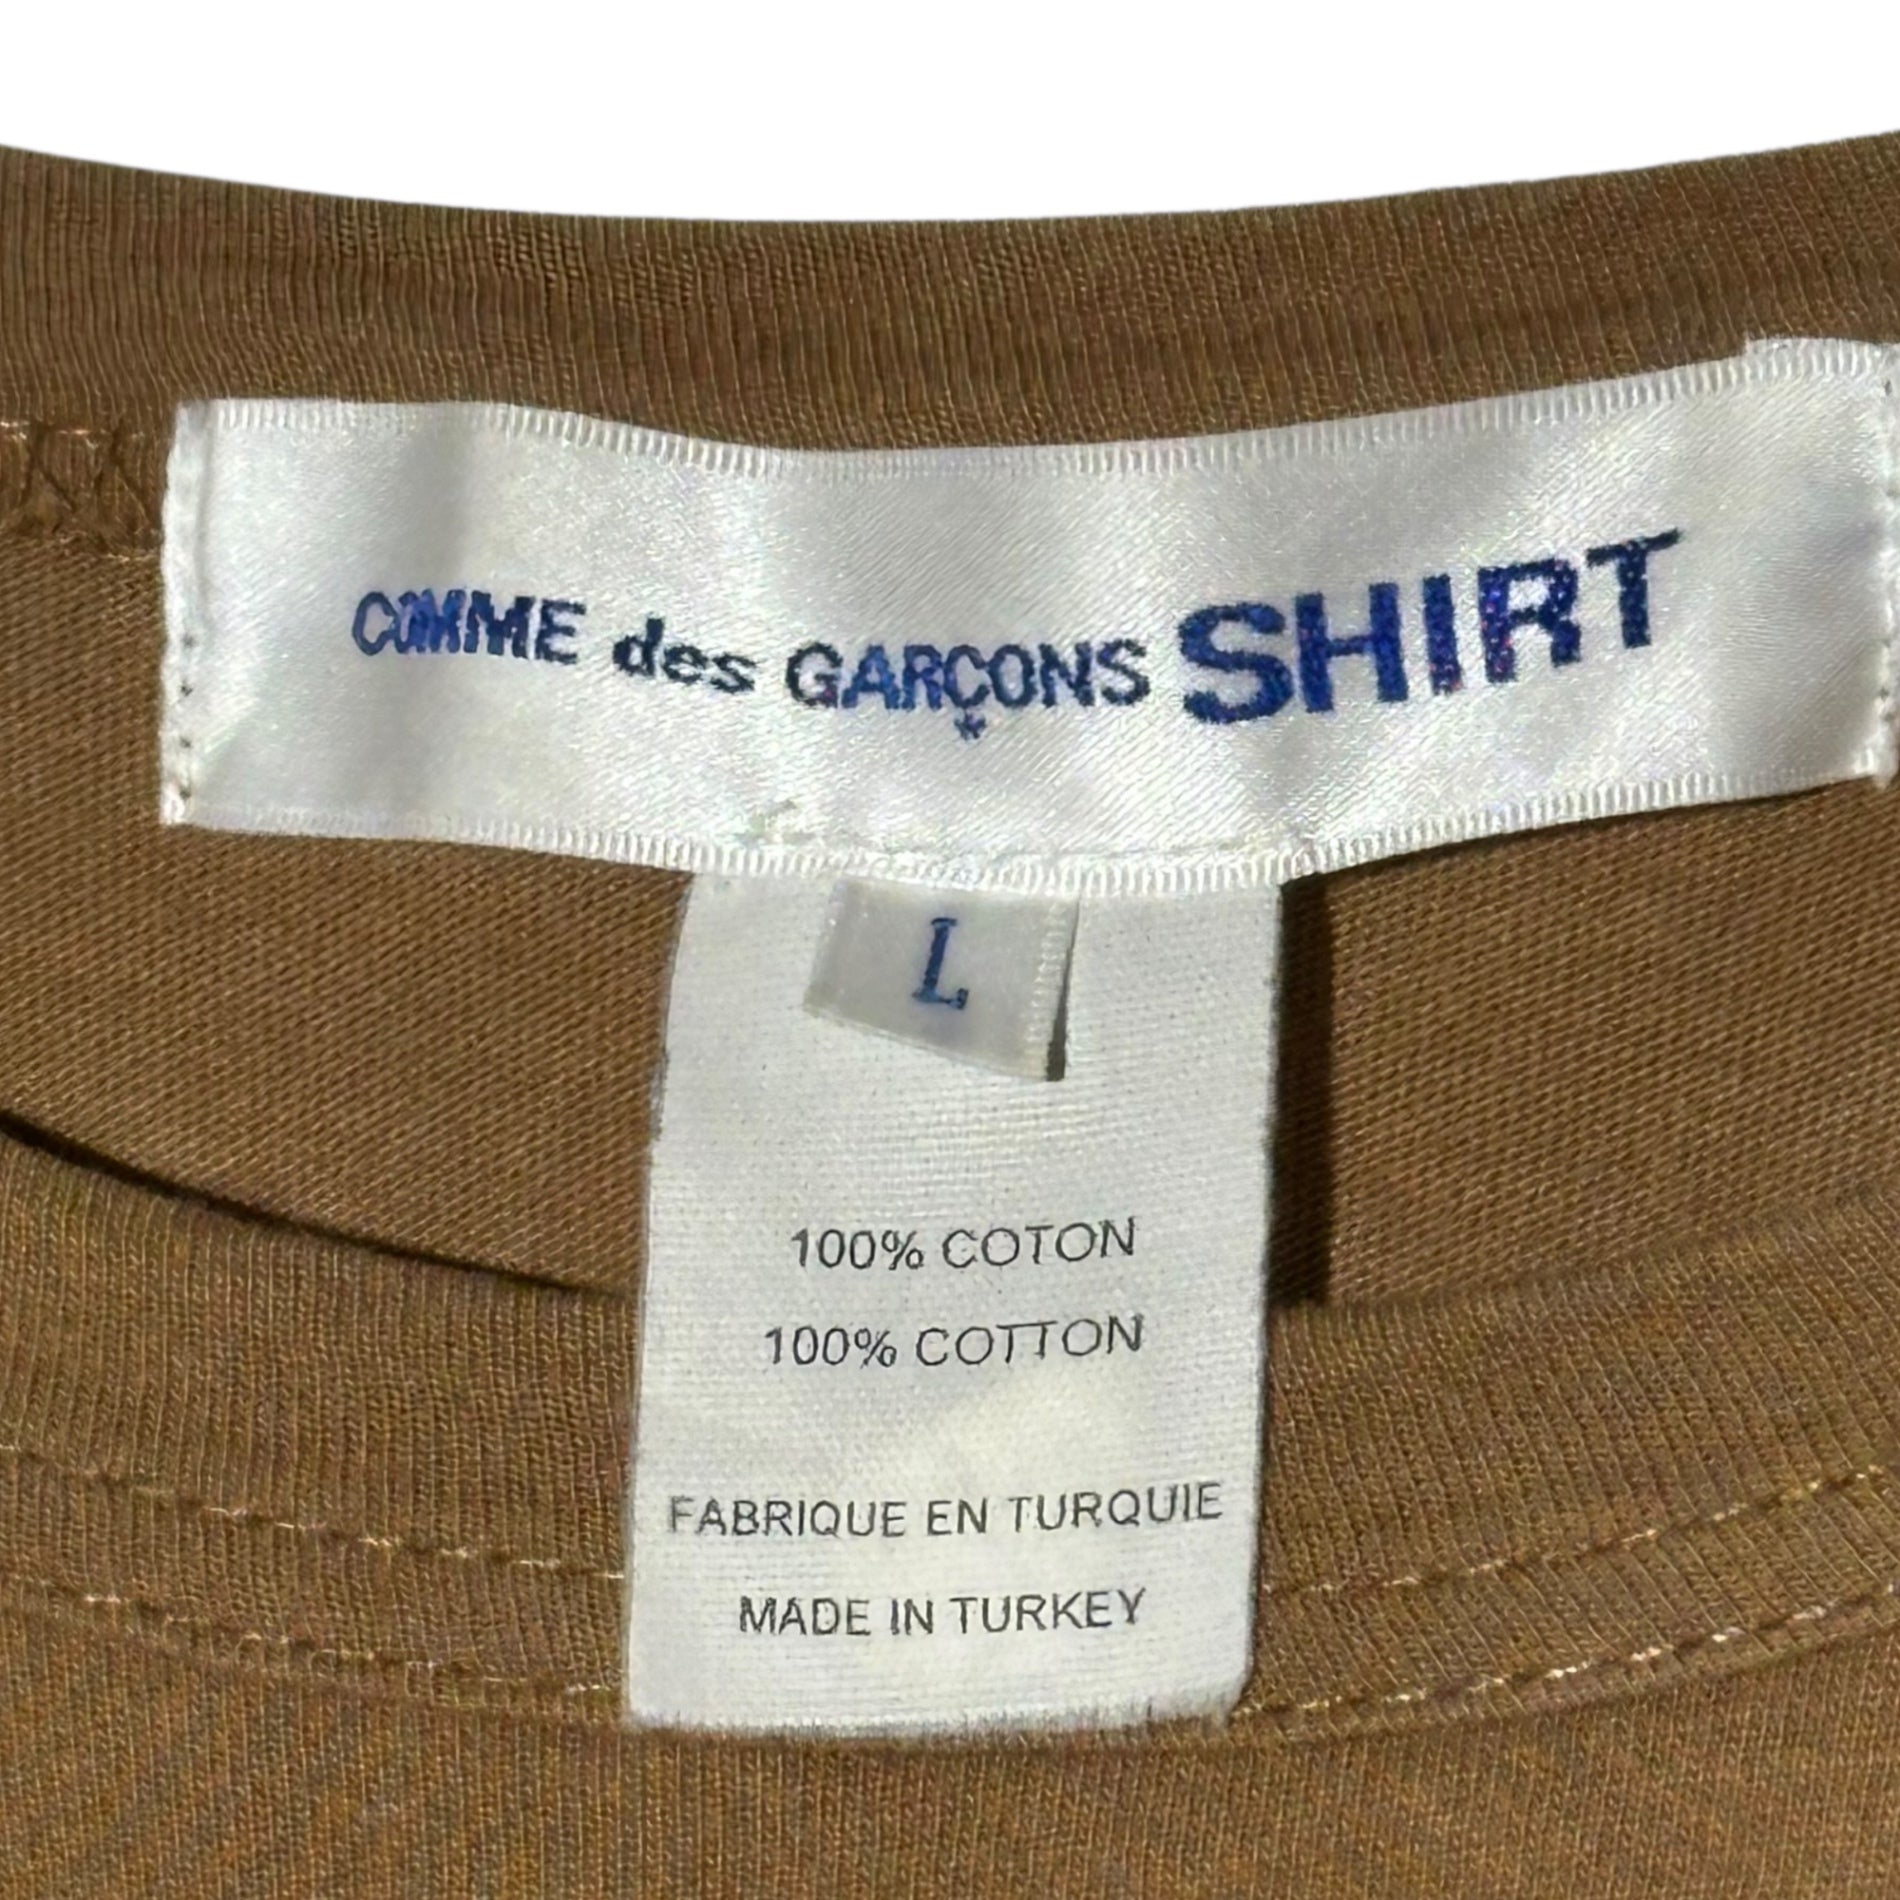 COMME des GARÇONS SHIRT
L
100% COTON
100% COTTON
FABRIQUE EN TURQUIE
MADE IN TURKEY